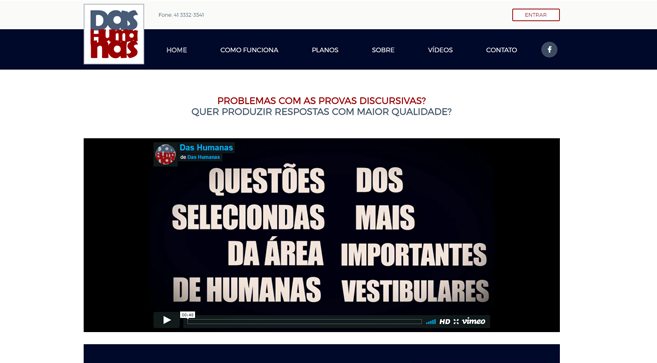 Das
Humanas
Fone: 41 3332-3541
ENTRAR
HOME
COMO FUNCIONA
PLANOS
SOBRE
VÍDEOS
CONTATO
f
PROBLEMAS COM AS PROVAS DISCURSIVAS?
QUER PRODUZIR RESPOSTAS COM MAIOR QUALIDADE?
Das Humanas
de Das Humanas
QUESTÕES
SELECIONDAS
DA ÁREA
DE HUMANAS
DOS
MAIS
IMPORTANTES
VESTIBULARES
00:48
HD
vimeo